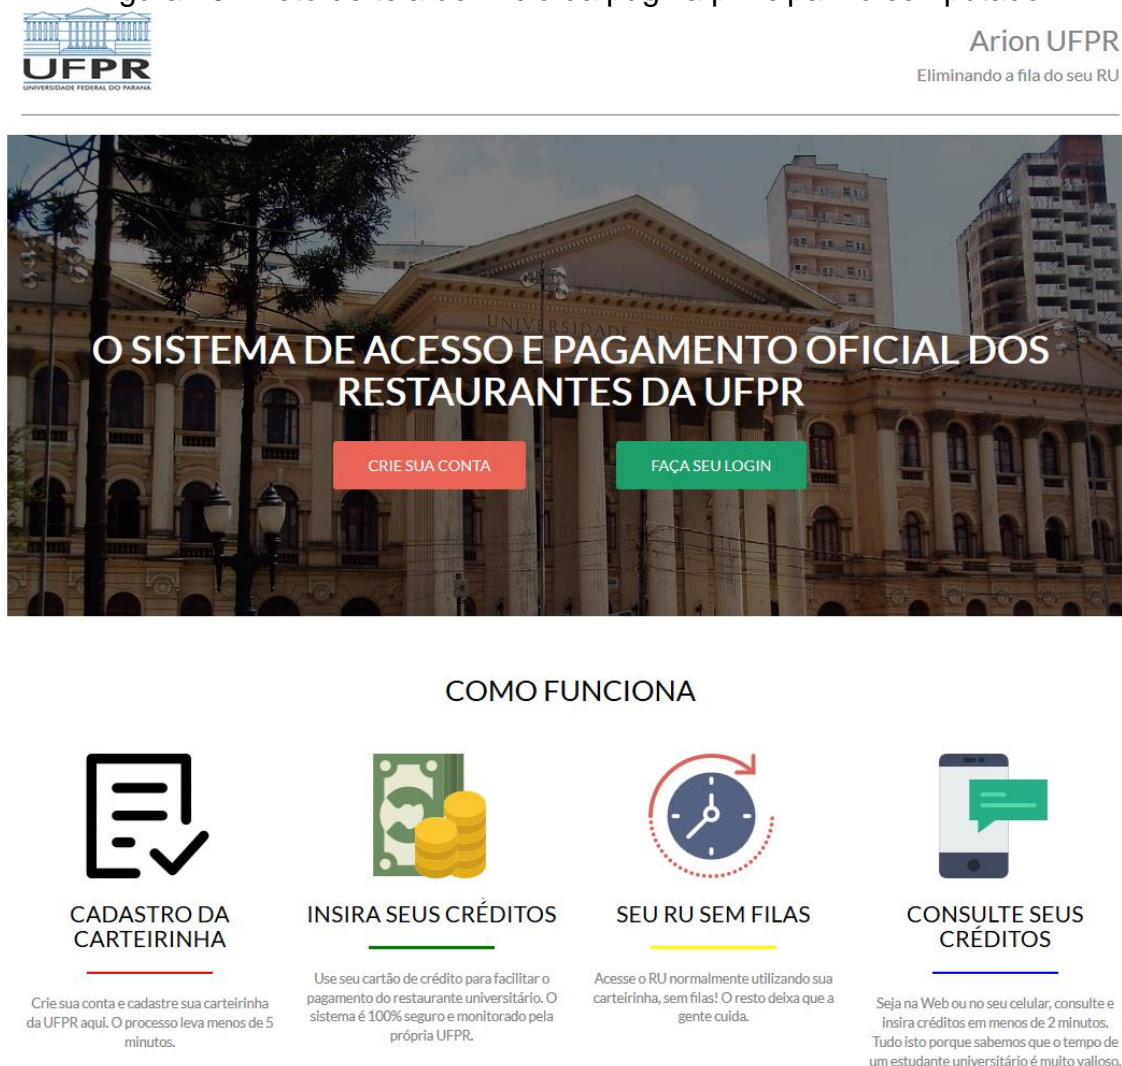 UFPR
UNIVERSIDADE FEDERAL DO PARANÁ
Arion UFPR
Eliminando a fila do seu RU
UNIVERSIDADE DO
O SISTEMA DE ACESSO E PAGAMENTO OFICIAL DOS
RESTAURANTES DA UFPR
CRIE SUA CONTA
FAÇA SEU LOGIN
COMO FUNCIONA
CADASTRO DA
CARTEIRINHA
Crie sua conta e cadastre sua carteirinha
da UFPR aqui. O processo leva menos de 5
minutos.
INSIRA SEUS CRÉDITOS
Use seu cartão de crédito para facilitar o
pagamento do restaurante universitário. O
sistema é 100% seguro e monitorado pela
própria UFPR.
SEU RU SEM FILAS
Acesse o RU normalmente utilizando sua
carteirinha, sem filas! O resto deixa que a
gente cuida.
CONSULTE SEUS
CRÉDITOS
Seja na Web ou no seu celular, consulte e
insira créditos em menos de 2 minutos.
Tudo isto porque sabemos que o tempo de
um estudante universitário é muito valioso.